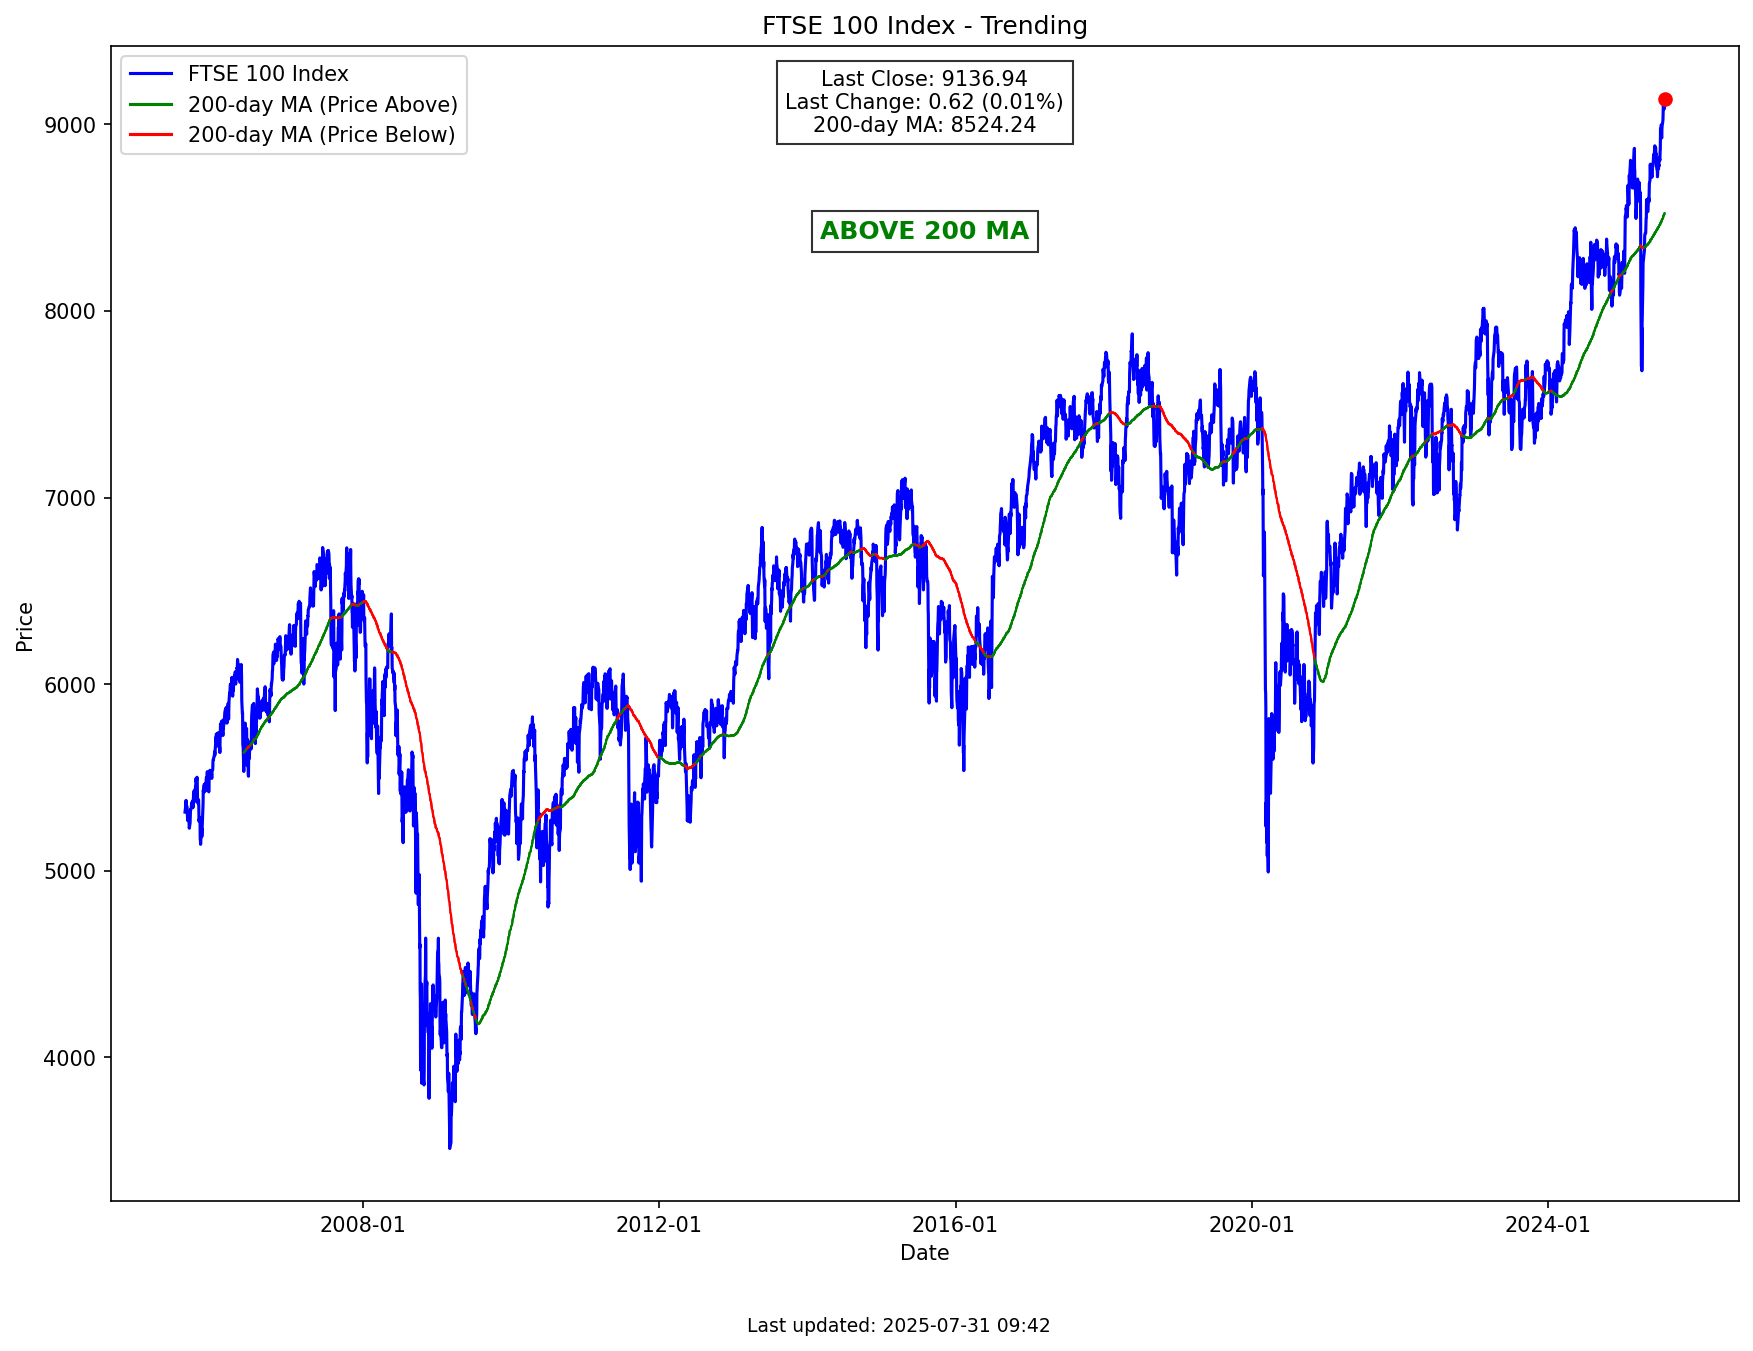 FTSE 100 Index - Trending
FTSE 100 Index
200-day MA (Price Above)
200-day MA (Price Below)
Last Close: 9136.94
Last Change: 0.62 (0.01%)
200-day MA: 8524.24
ABOVE 200 MA
Price
9000
8000
7000
6000
5000
4000
2008-01
2012-01
2016-01
2020-01
2024-01
Date
Last updated: 2025-07-31 09:42